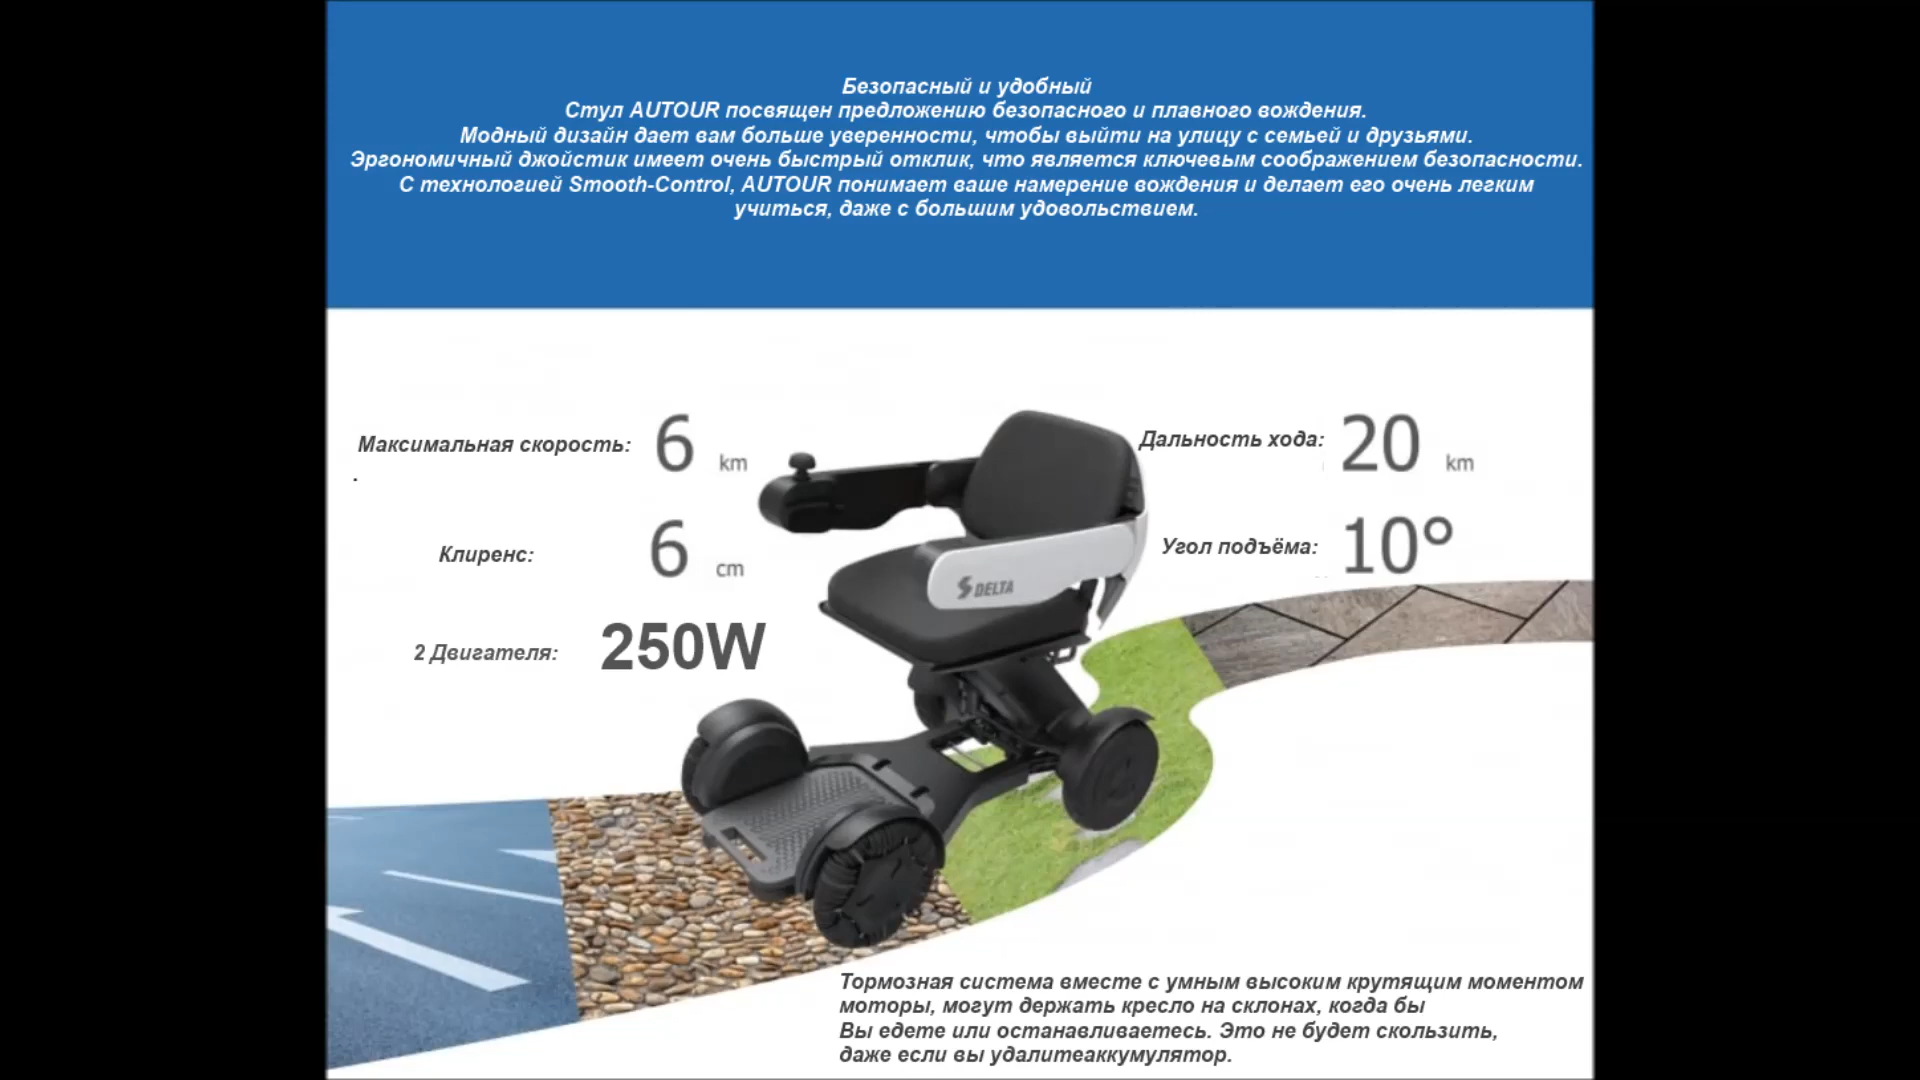 Безопасный и удобный
Стул AUTOUR посвящен предложению безопасного и плавного вождения.
Модный дизайн дает вам больше уверенности, чтобы выйти на улицу с семьей и друзьями.
Эргономичный джойстик имеет очень быстрый отклик, что является ключевым соображением безопасности.
С технологией Smooth-Control, AUTOUR понимает ваше намерение вождения и делает его очень легким
учиться, даже с большим удовольствием.
Максимальная скорость: 6 km
.
Дальность хода: 20 km
Клиренс: 6 cm
Угол подъёма: 10°
DELTA
2 Двигателя: 250W
Тормозная система вместе с умным высоким крутящим моментом
моторы, могут держать кресло на склонах, когда бы
Вы едете или останавливаетесь. Это не будет скользить,
даже если вы удалитеаккумулятор.